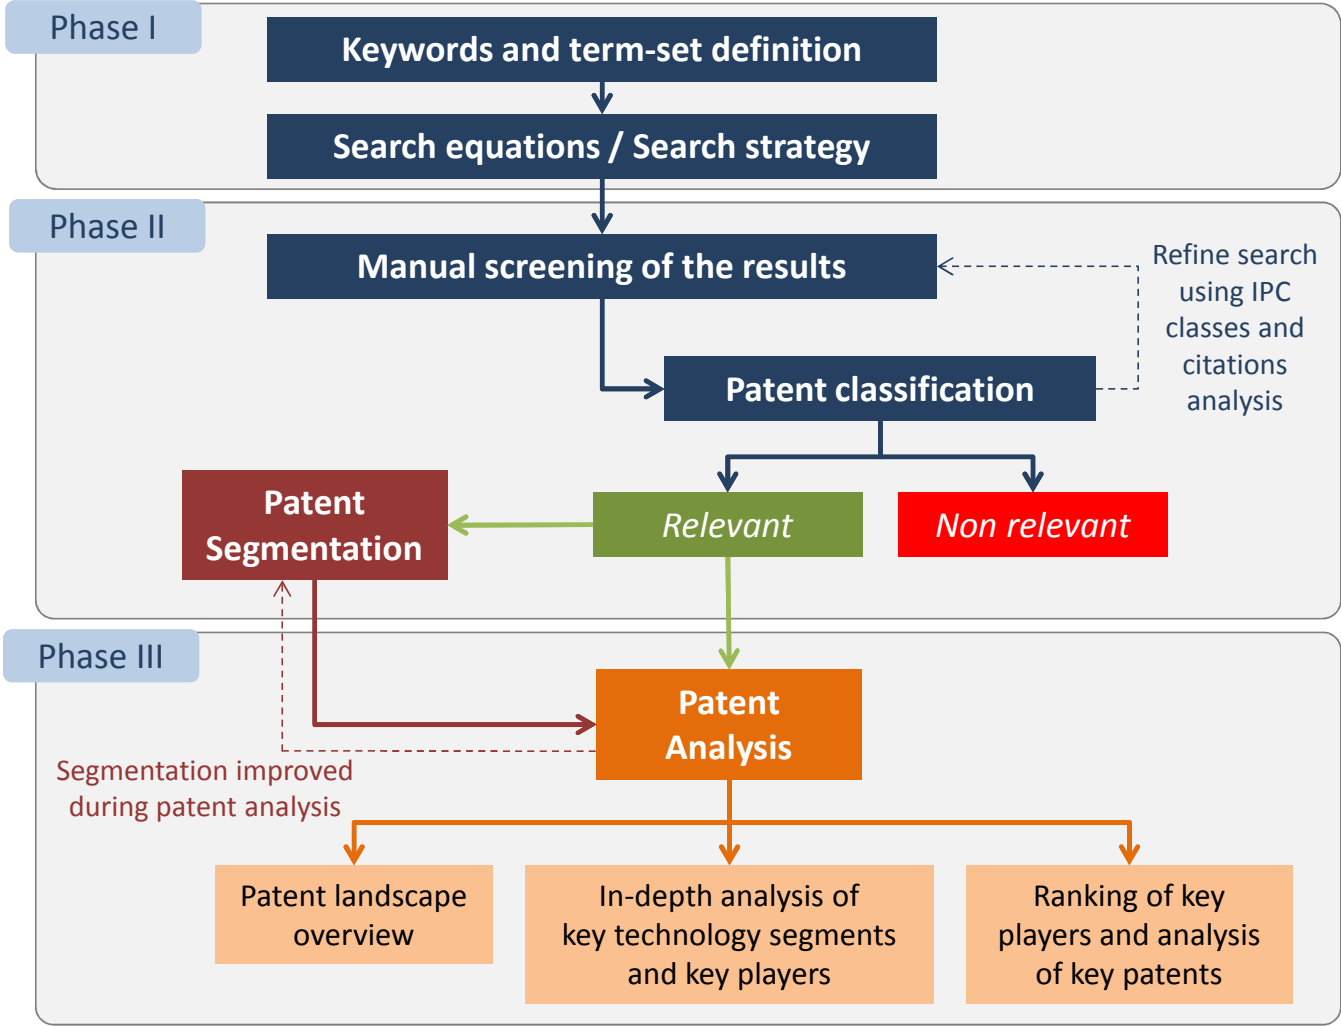 Phase I
Keywords and term-set definition
Search equations / Search strategy
Phase II
Manual screening of the results
Refine search
using IPC
classes and
citations
analysis
Patent classification
Patent
Segmentation
Relevant
Non relevant
Phase III
Patent
Analysis
Segmentation improved
during patent analysis
Patent landscape
overview
In-depth analysis of
key technology segments
and key players
Ranking of key
players and analysis
of key patents